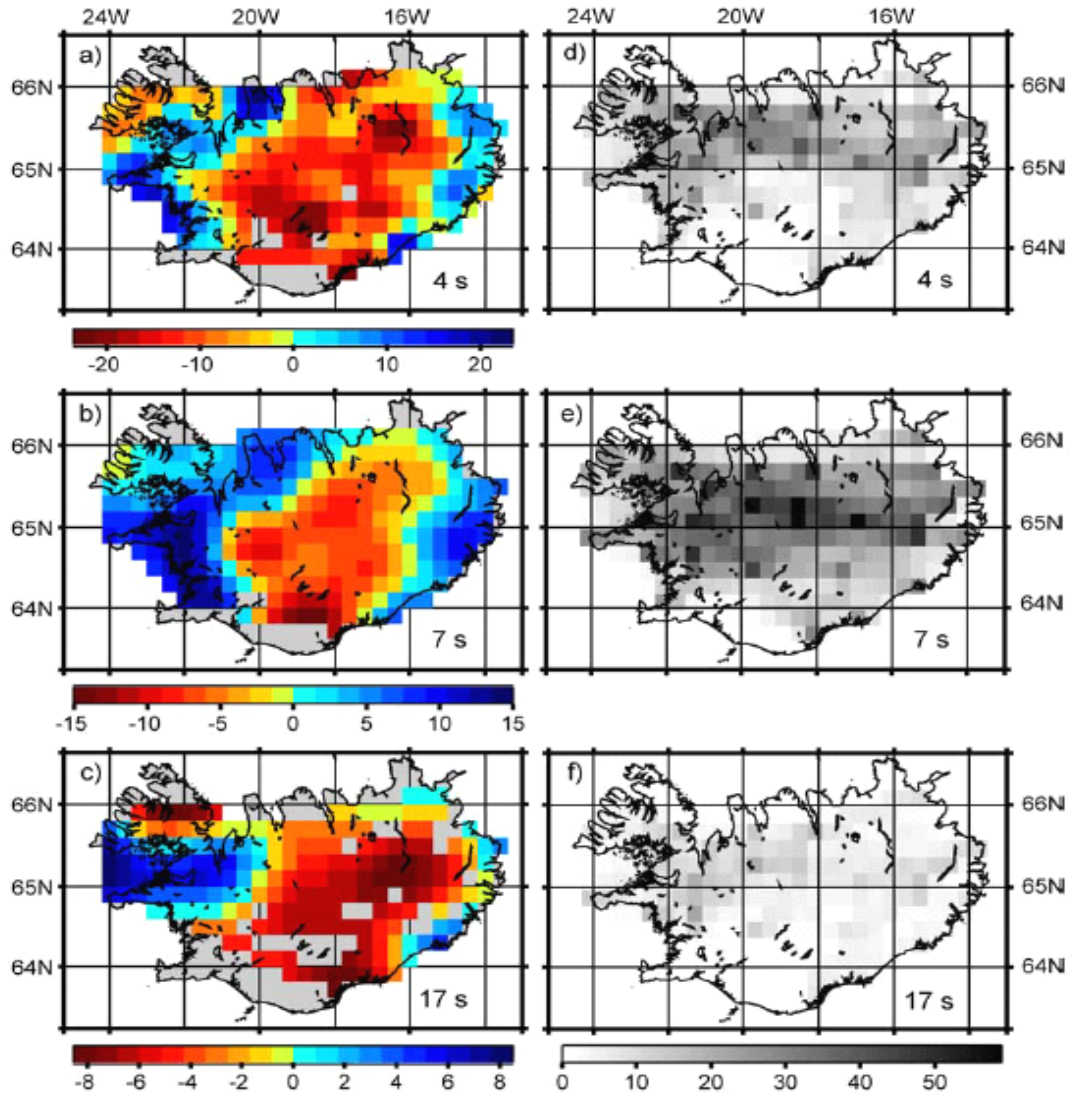 24W 20W 16W 20W 16W
a) d)
66N 66N
65N 65N
64N 64N
4 s 4 s
-20 -10 0 10 20
b) e)
66N 66N
65N 65N
64N 64N
7 s 7 s
-15 -10 -5 0 5 10 15
c) f)
66N 66N
65N 65N
64N 64N
17 s 17 s
-8 -6 -4 -2 0 2 4 6 8 0 10 20 30 40 50